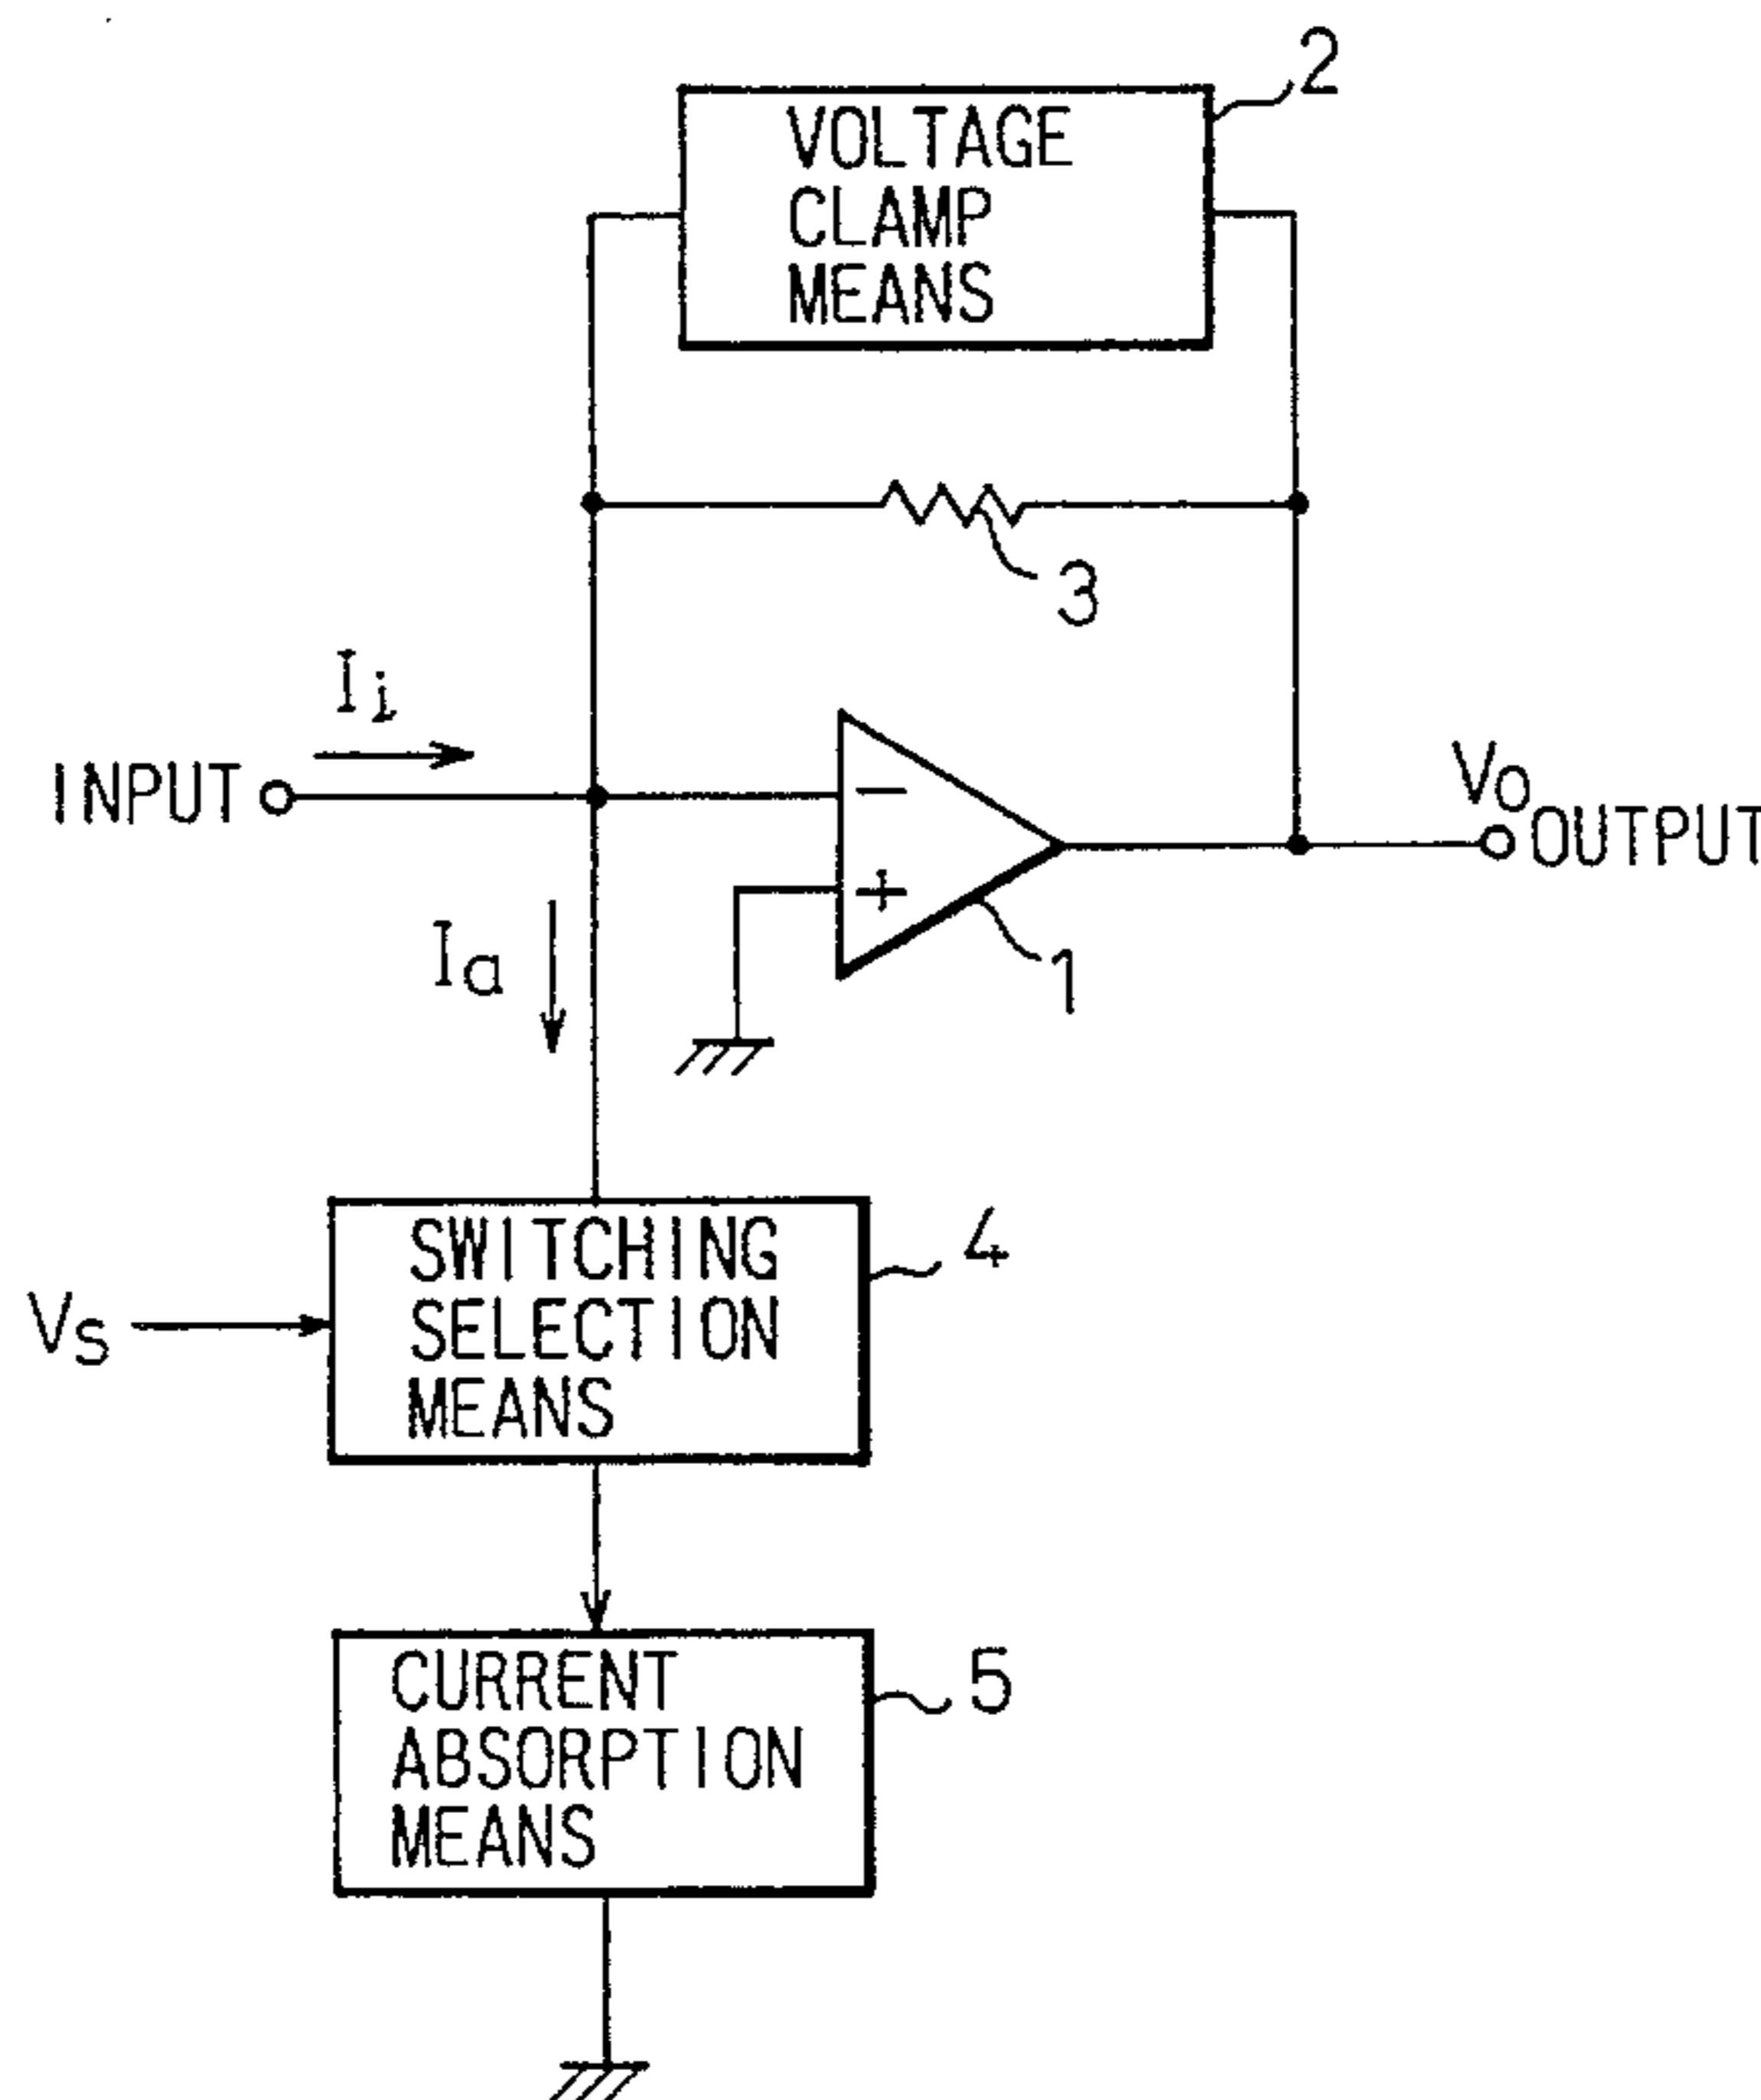 2
VOLTAGE
CLAMP
MEANS
3
Ii
INPUT
−
+
Vo
OUTPUT
Ia
1
SWITCHING
SELECTION
MEANS
4
Vs
CURRENT
ABSORPTION
MEANS
5